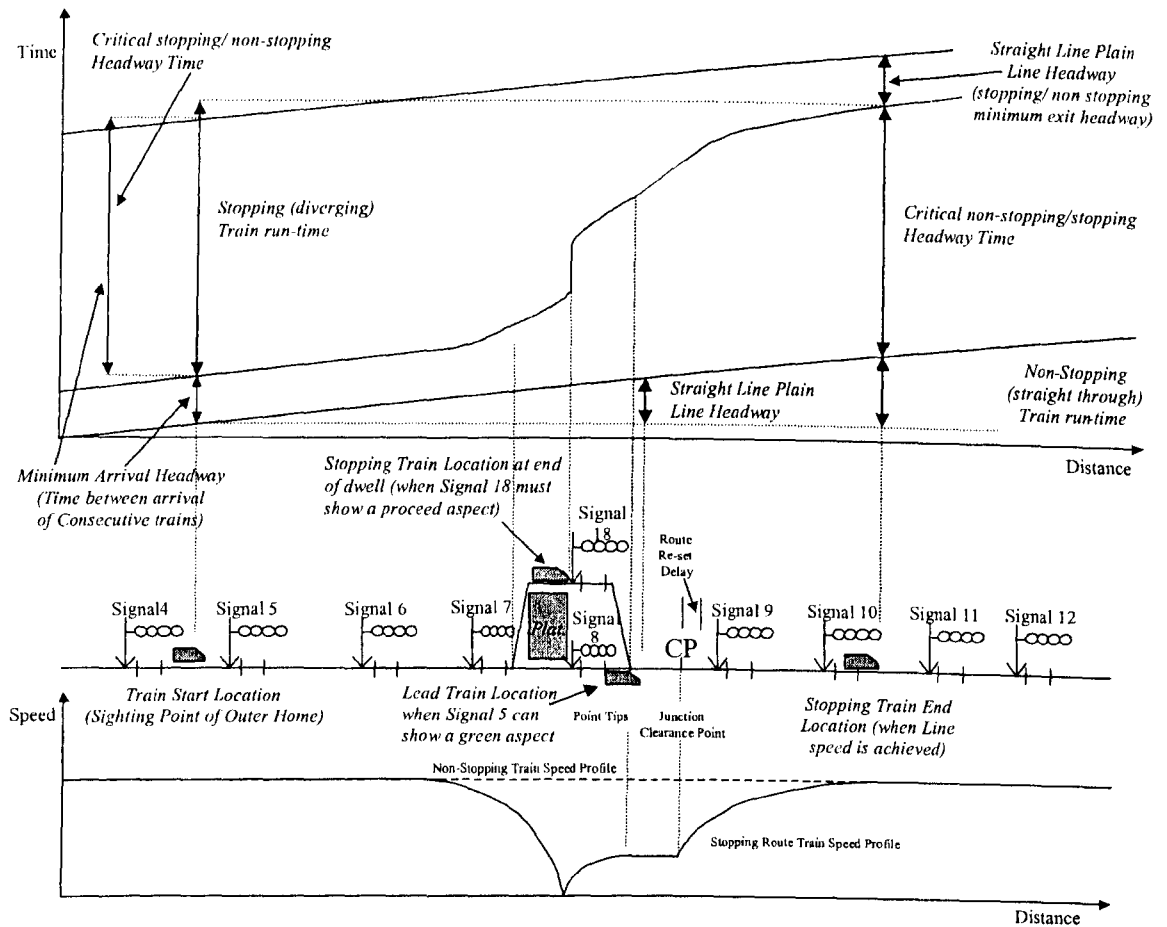 Time
Critical stopping/ non-stopping
Headway Time
Straight Line Plain
Line Headway
(stopping/ non stopping
minimum exit headway)
Stopping (diverging)
Train run-time
Critical non-stopping/stopping
Headway Time
Straight Line Plain
Line Headway
Non-Stopping
(straight through)
Train run-time
Distance
Minimum Arrival Headway
(Time between arrival
of Consecutive trains)
Stopping Train Location at end
of dwell (when Signal 18 must
show a proceed aspect)
Signal
18
Route
Re-set
Delay
Signal4
Signal 5
Signal 6
Signal 7
Plat.
Signal
8
CP
Signal 9
Signal 10
Signal 11
Signal 12
Train Start Location
(Sighting Point of Outer Home)
Lead Train Location
when Signal 5 can
show a green aspect
Point Tips
Junction
Clearance Point
Stopping Train End
Location (when Line
speed is achieved)
Speed
Non-Stopping Train Speed Profile
Stopping Route Train Speed Profile
Distance